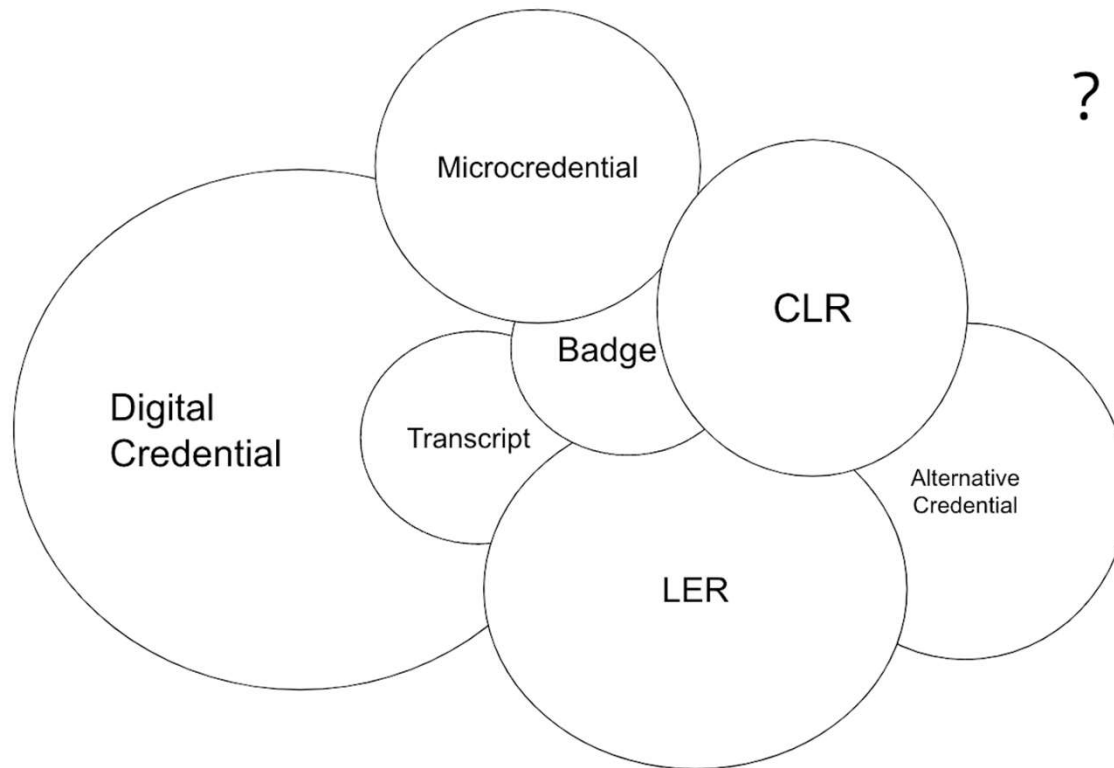 ?
Microcredential
CLR
Badge
Digital
Credential
Transcript
Alternative
Credential
LER